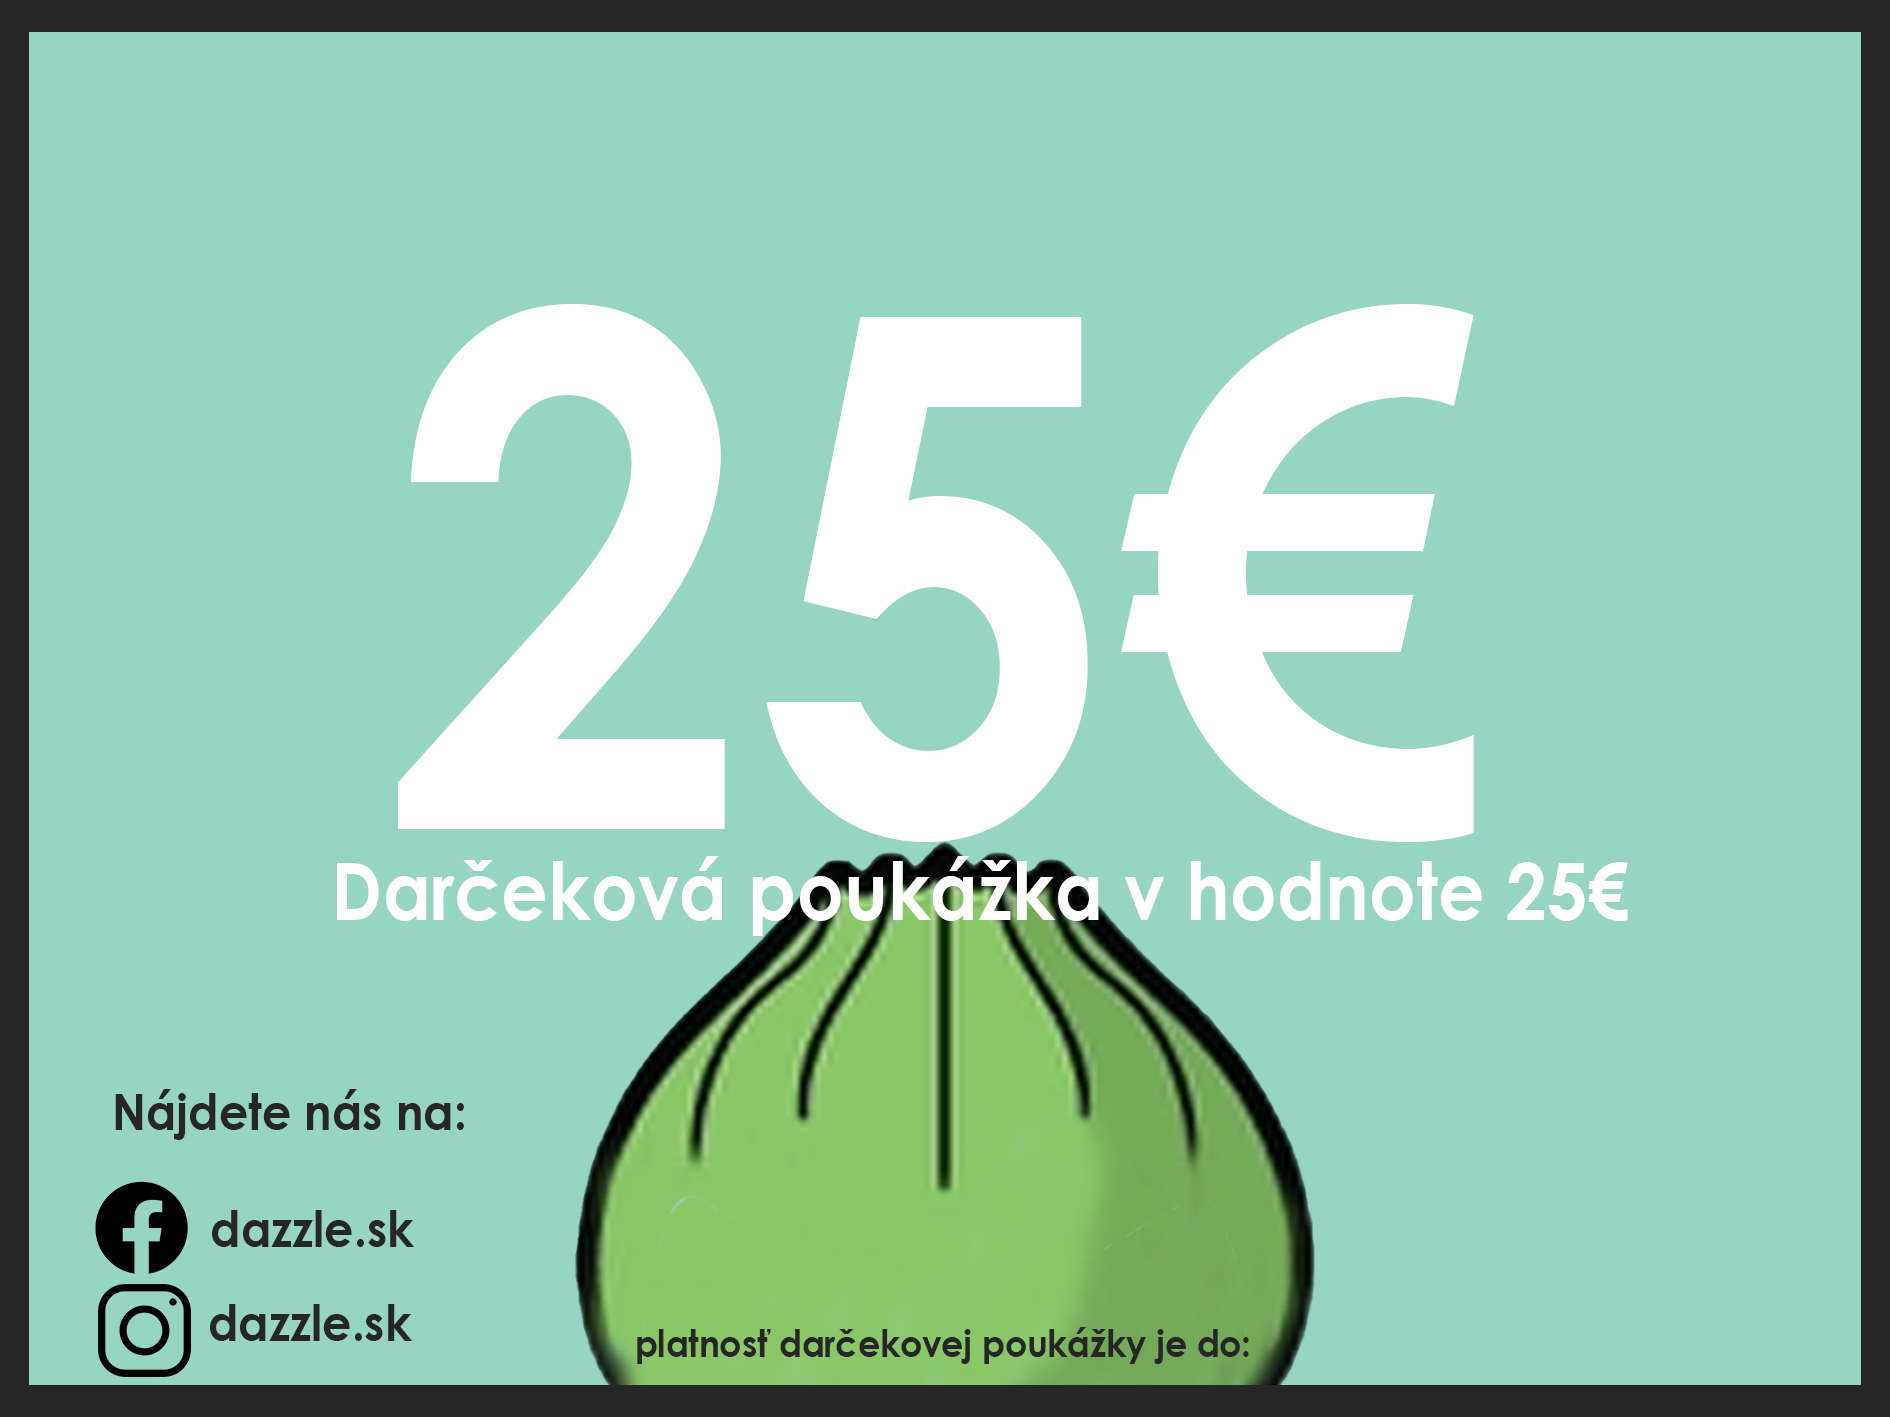 25€
Darčeková poukážka v hodnote 25€
Nájdete nás na:
dazzle.sk
dazzle.sk
platnosť darčekovej poukážky je do: